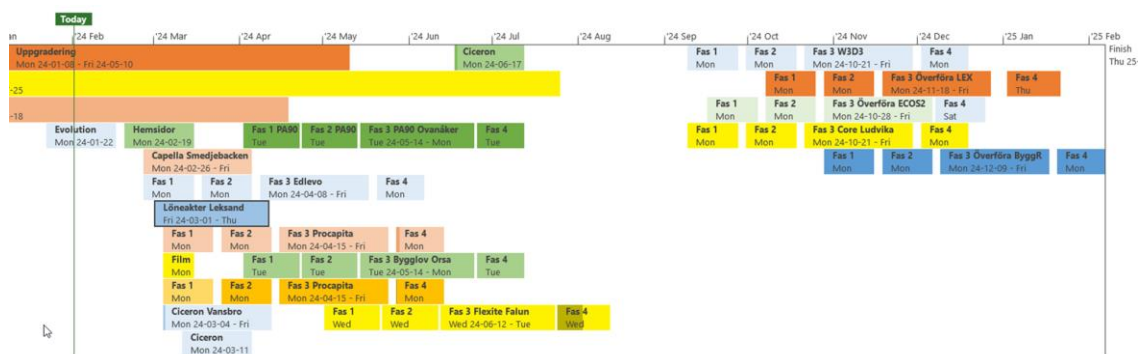 Today
an
'24 Feb
'24 Mar
'24 Apr
'24 May
'24 Jun
'24 Jul
'24 Aug
'24 Sep
'24 Oct
'24 Nov
'24 Dec
'25 Jan
'25 Feb
Uppgradering
Mon 24-01-08 - Fri 24-05-10
Ciceron
Mon 24-06-17
Fas 1
Mon
Fas 2
Mon
Fas 3 W3D3
Mon 24-10-21 - Fri
Fas 4
Mon
Finish
Thu 25-
-25
Fas 1
Mon
Fas 2
Mon
Fas 3 Överföra LEX
Mon 24-11-18 - Fri
Fas 4
Thu
-18
Fas 1
Mon
Fas 2
Mon
Fas 3 Överföra ECOS2
Mon 24-10-28 - Fri
Fas 4
Sat
Evolution
Mon 24-01-22
Hemsidor
Mon 24-02-19
Fas 1 PA90
Tue
Fas 2 PA90
Tue
Fas 3 PA90 Ovanåker
Tue 24-05-14 - Mon
Fas 4
Tue
Fas 1
Mon
Fas 2
Mon
Fas 3 Core Ludvika
Mon 24-10-21 - Fri
Fas 4
Mon
Capella Smedjebacken
Mon 24-02-26 - Fri
Fas 1
Mon
Fas 2
Mon
Fas 3 Överföra ByggR
Mon 24-12-09 - Fri
Fas 4
Mon
Fas 1
Mon
Fas 2
Mon
Fas 3 Edlevo
Mon 24-04-08 - Fri
Fas 4
Mon
Löneakter Leksand
Fri 24-03-01 - Thu
Fas 1
Mon
Fas 2
Mon
Fas 3 Procapita
Mon 24-04-15 - Fri
Fas 4
Mon
Film
Mon
Fas 1
Tue
Fas 2
Tue
Fas 3 Bygglov Orsa
Tue 24-05-14 - Mon
Fas 4
Tue
Fas 1
Mon
Fas 2
Mon
Fas 3 Procapita
Mon 24-04-15 - Fri
Fas 4
Mon
Ciceron Vansbro
Mon 24-03-04 - Fri
Fas 1
Wed
Fas 2
Wed
Fas 3 Flexite Falun
Wed 24-06-12 - Tue
Fas 4
Wed
Ciceron
Mon 24-03-11